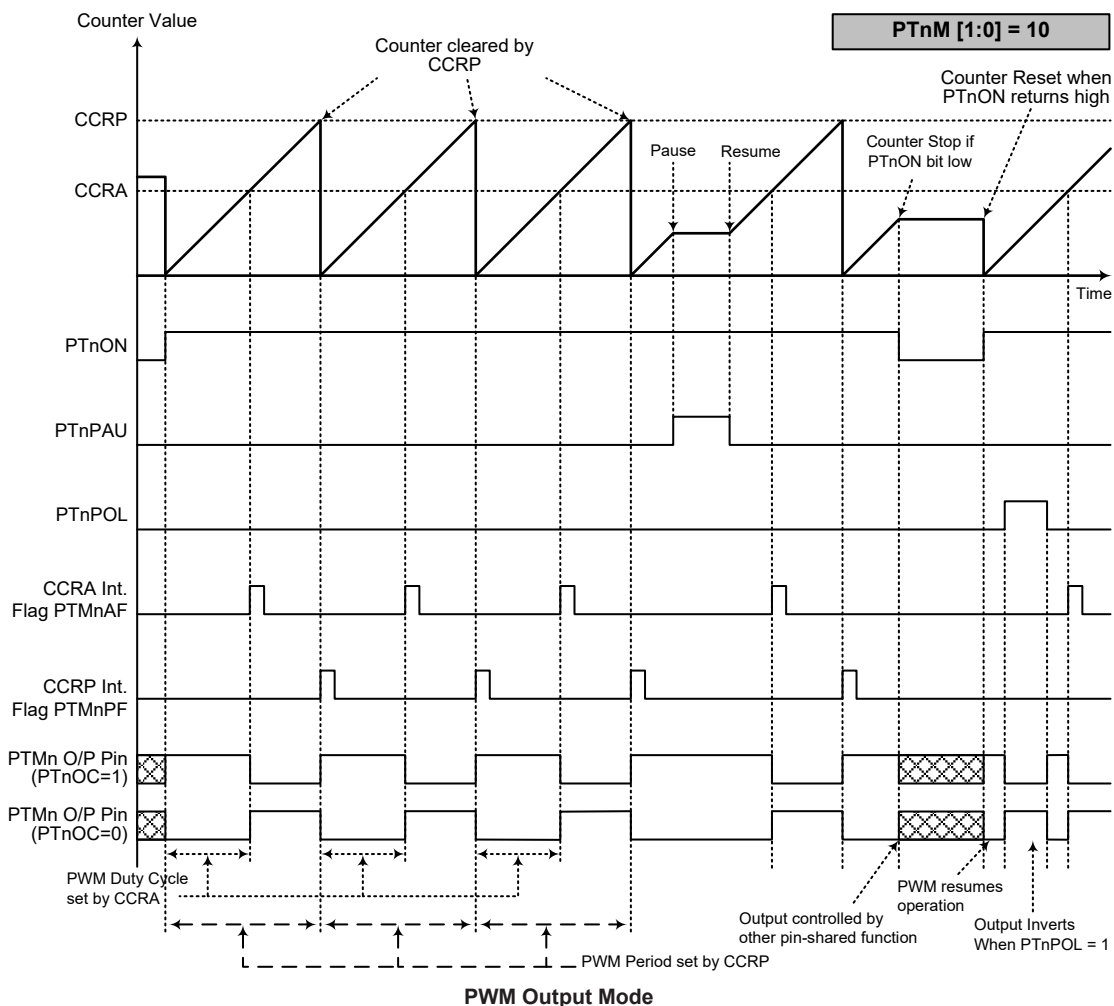 Counter Value
PTnM [1:0] = 10
Counter cleared by
CCRP
Counter Reset when
PTnON returns high
CCRP
Pause
Resume
Counter Stop if
PTnON bit low
CCRA
Time
PTnON
PTnPAU
PTnPOL
CCRA Int.
Flag PTMnAF
CCRP Int.
Flag PTMnPF
PTMn O/P Pin
(PTnOC=1)
PTMn O/P Pin
(PTnOC=0)
PWM Duty Cycle
set by CCRA
PWM resumes
operation
Output controlled by
other pin-shared function
Output Inverts
When PTnPOL = 1
PWM Period set by CCRP
PWM Output Mode